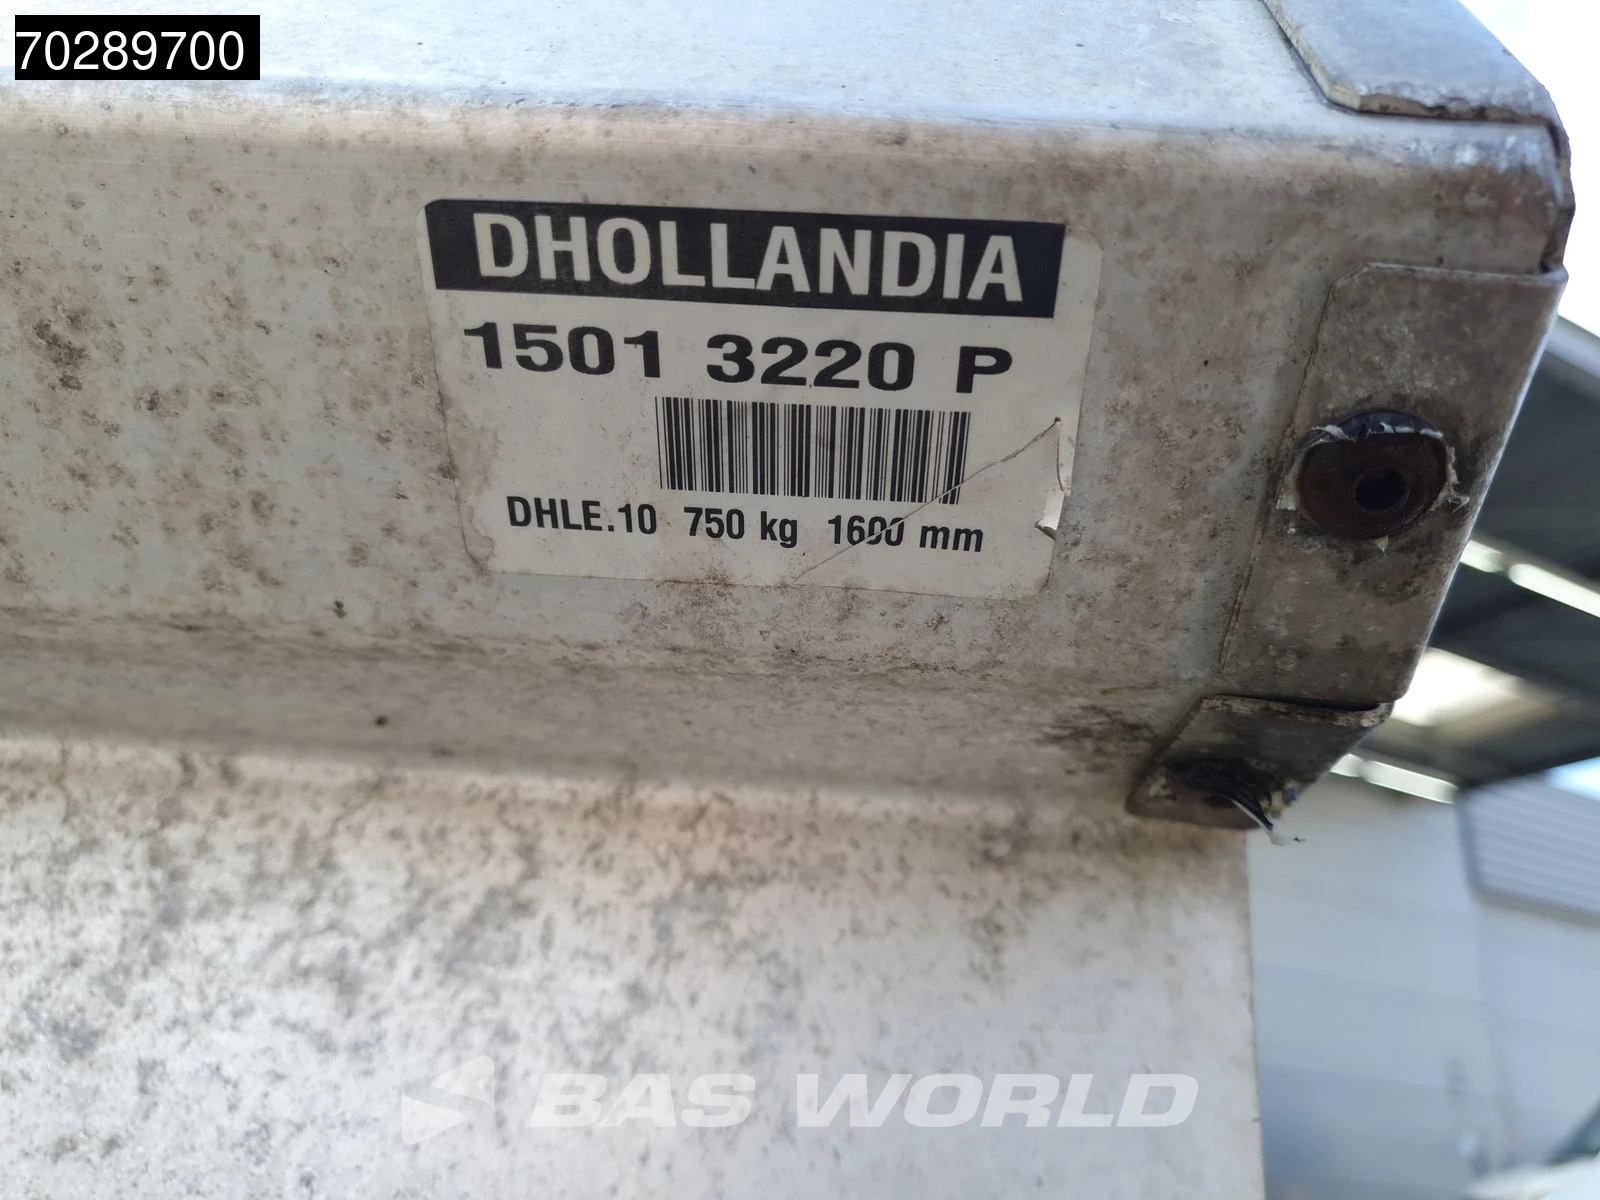 70289700
DHOLLANDIA
1501 3220 P
DHLE.10 750 kg 1600 mm
BAS WORLD